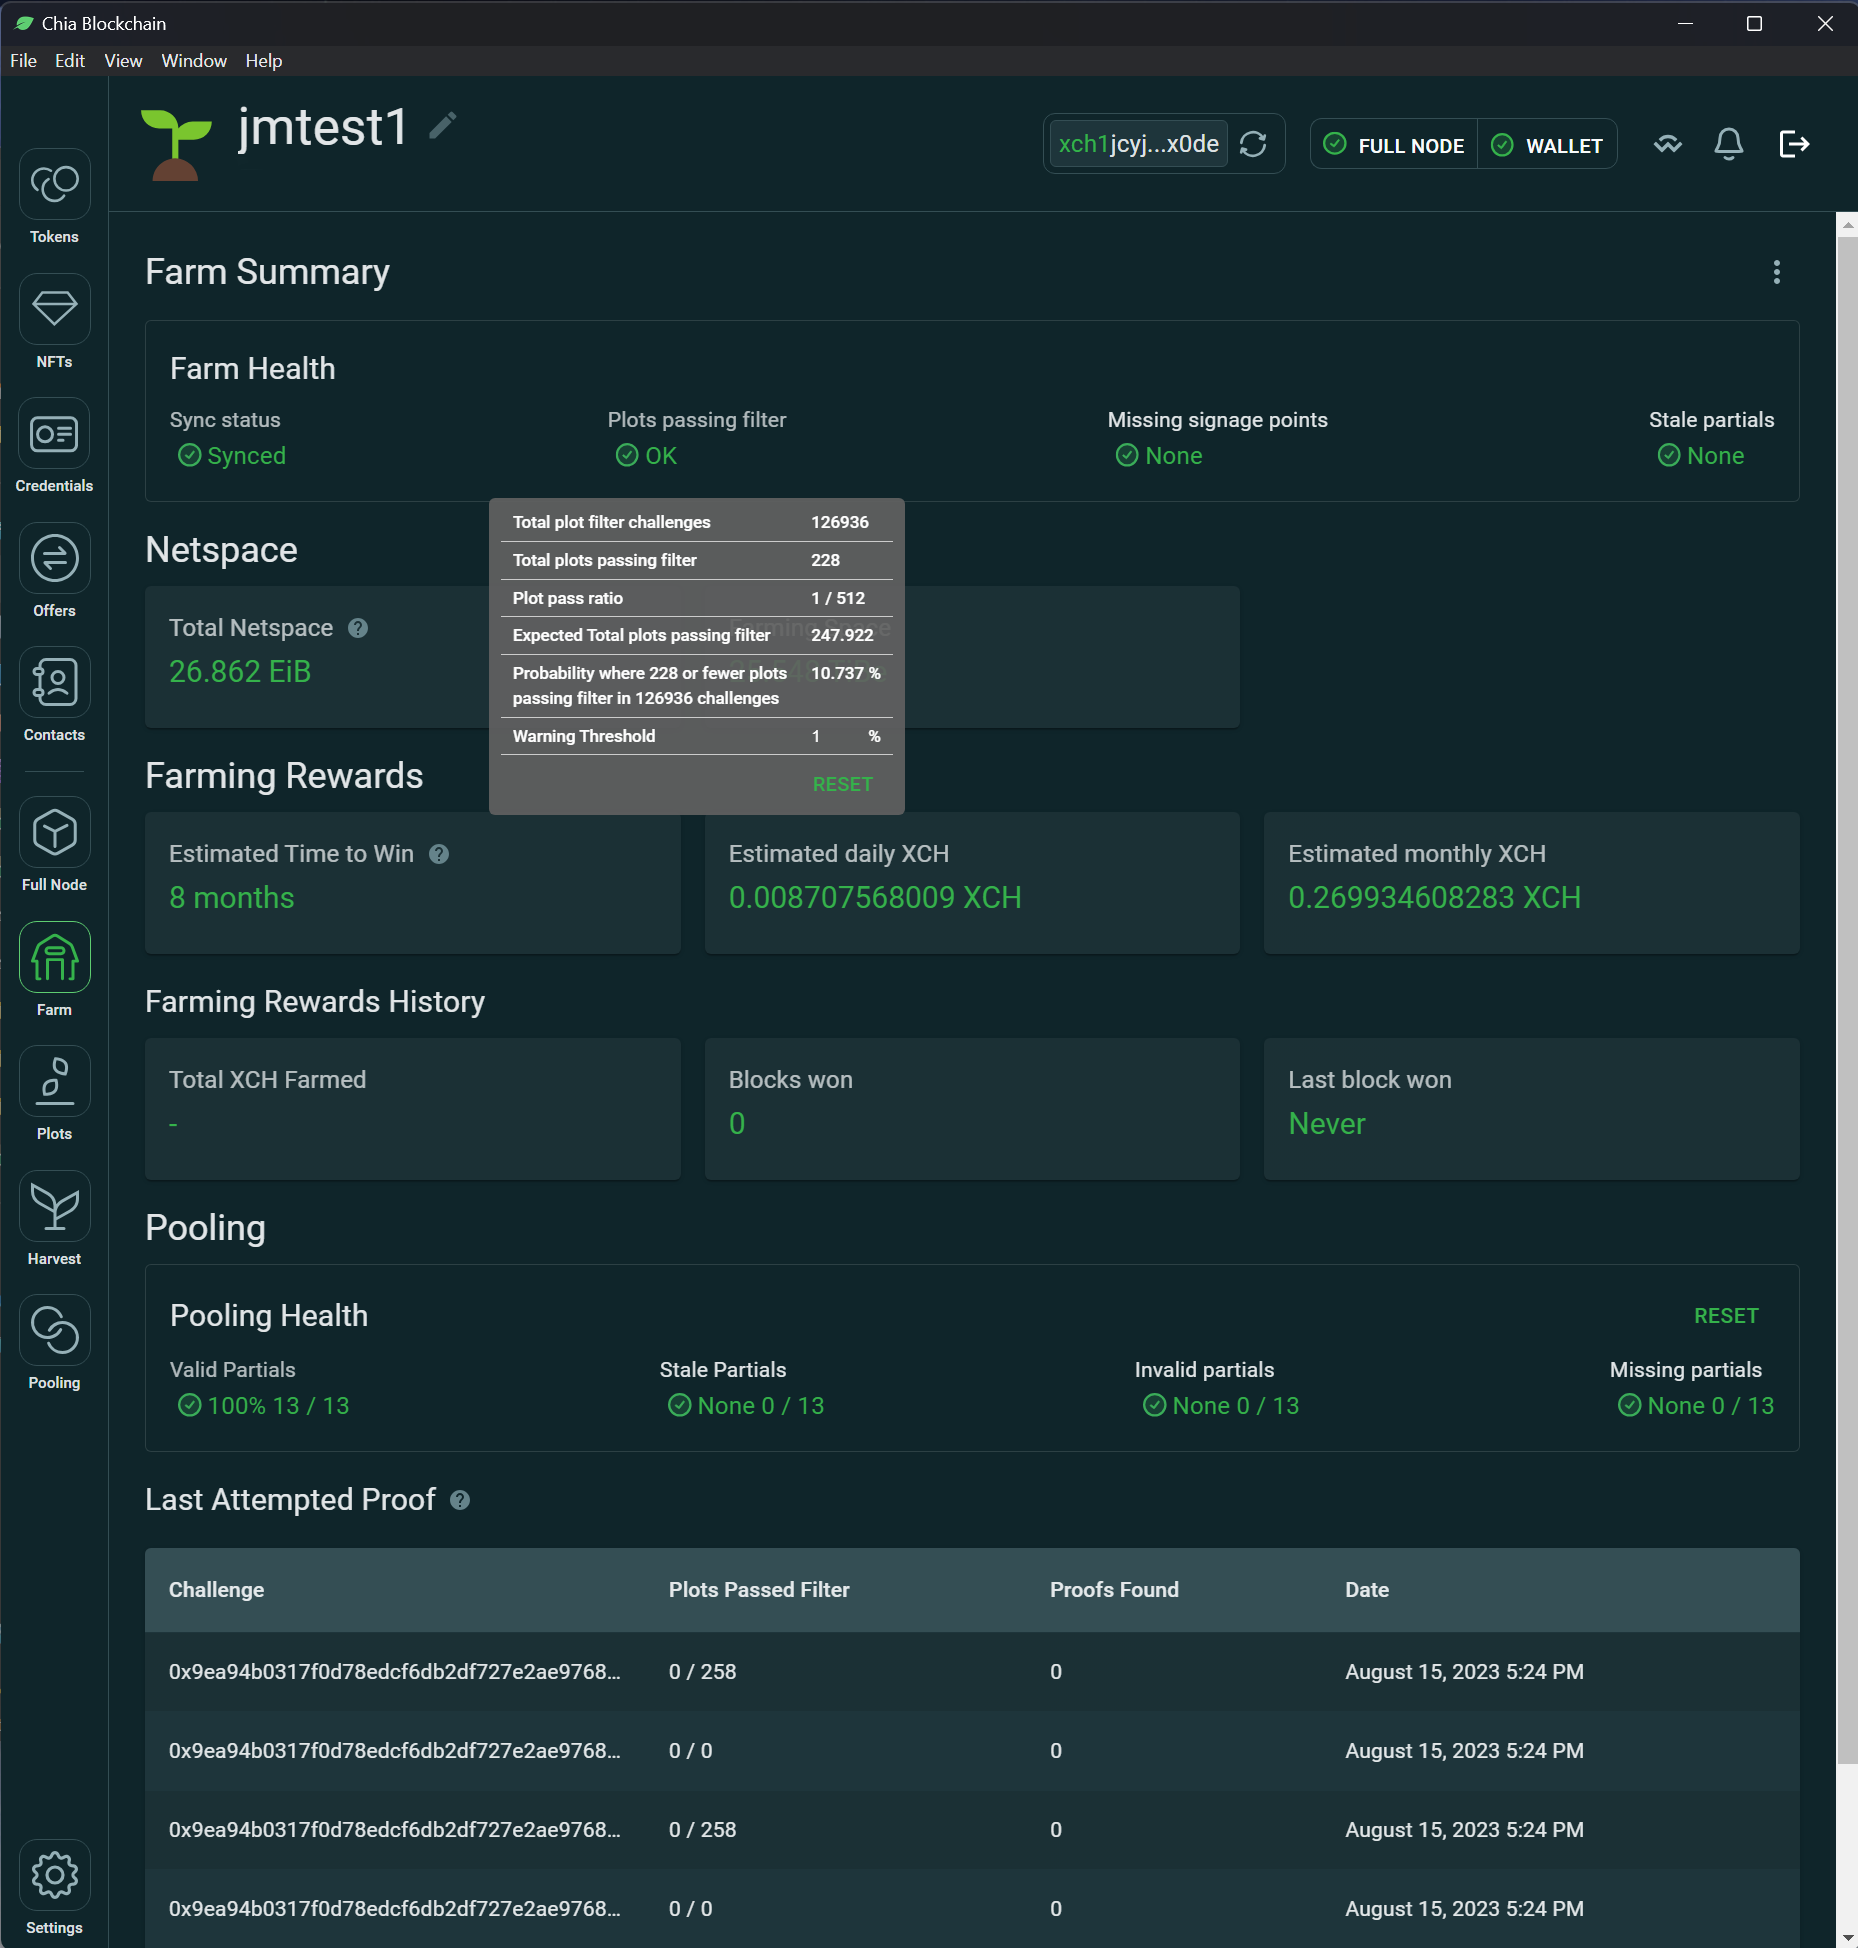 Chia Blockchain
File Edit View Window Help
jmtest1
xch1jcyj...x0de
FULL NODE
WALLET
Tokens
NFTs
Credentials
Offers
Contacts
Full Node
Farm
Plots
Harvest
Pooling
Settings
Farm Summary
Farm Health
Sync status
Synced
Plots passing filter
OK
Missing signage points
None
Stale partials
None
Total plot filter challenges 126936
Total plots passing filter 228
Plot pass ratio 1 / 512
Expected Total plots passing filter 247.922
Probability where 228 or fewer plots 10.737 %
passing filter in 126936 challenges
Warning Threshold 1 %
RESET
Netspace
Total Netspace
26.862 EiB
Farming Space
Farming Rewards
Estimated Time to Win
8 months
Estimated daily XCH
0.008707568009 XCH
Estimated monthly XCH
0.269934608283 XCH
Farming Rewards History
Total XCH Farmed
-
Blocks won
0
Last block won
Never
Pooling
Pooling Health
RESET
Valid Partials
100% 13 / 13
Stale Partials
None 0 / 13
Invalid partials
None 0 / 13
Missing partials
None 0 / 13
Last Attempted Proof
Challenge Plots Passed Filter Proofs Found Date
0x9ea94b0317f0d78edcf6db2df727e2ae9768... 0 / 258 0 August 15, 2023 5:24 PM
0x9ea94b0317f0d78edcf6db2df727e2ae9768... 0 / 0 0 August 15, 2023 5:24 PM
0x9ea94b0317f0d78edcf6db2df727e2ae9768... 0 / 258 0 August 15, 2023 5:24 PM
0x9ea94b0317f0d78edcf6db2df727e2ae9768... 0 / 0 0 August 15, 2023 5:24 PM